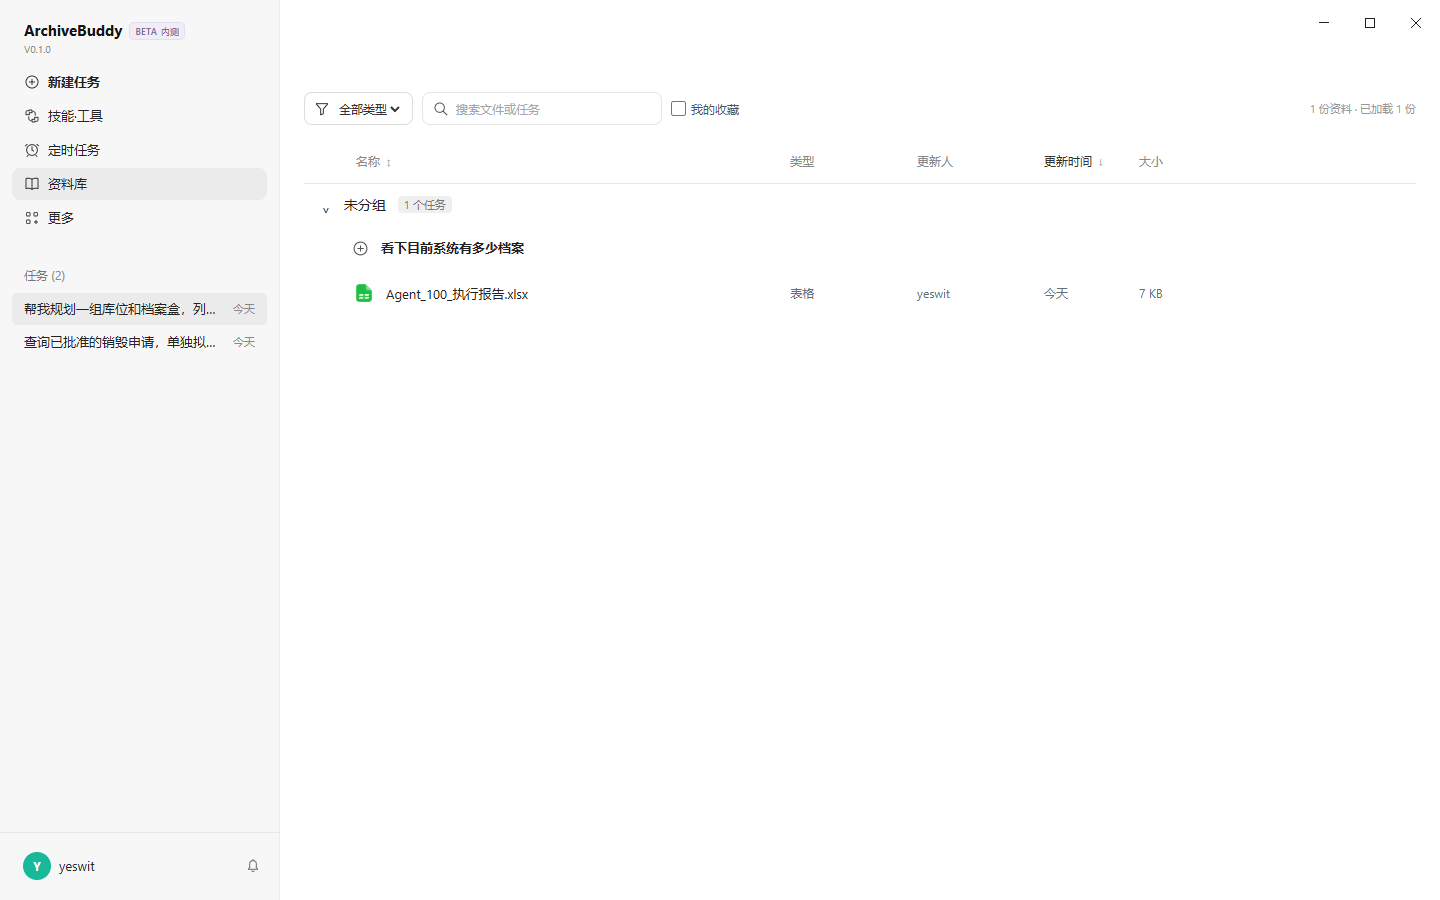 ArchiveBuddy BETA 内测
V0.1.0
新建任务
技能·工具
定时任务
资料库
更多
任务 (2)
帮我规划一组库位和档案盒，列... 今天
查询已批准的销毁申请，单独拟... 今天
yeswit
Y
全部类型
搜索文件或任务
我的收藏
1 份资料 · 已加载 1 份
名称 ↕ 类型 更新人 更新时间 ↓ 大小
未分组 1 个任务
看下目前系统有多少档案
Agent_100_执行报告.xlsx 表格 yeswit 今天 7 KB